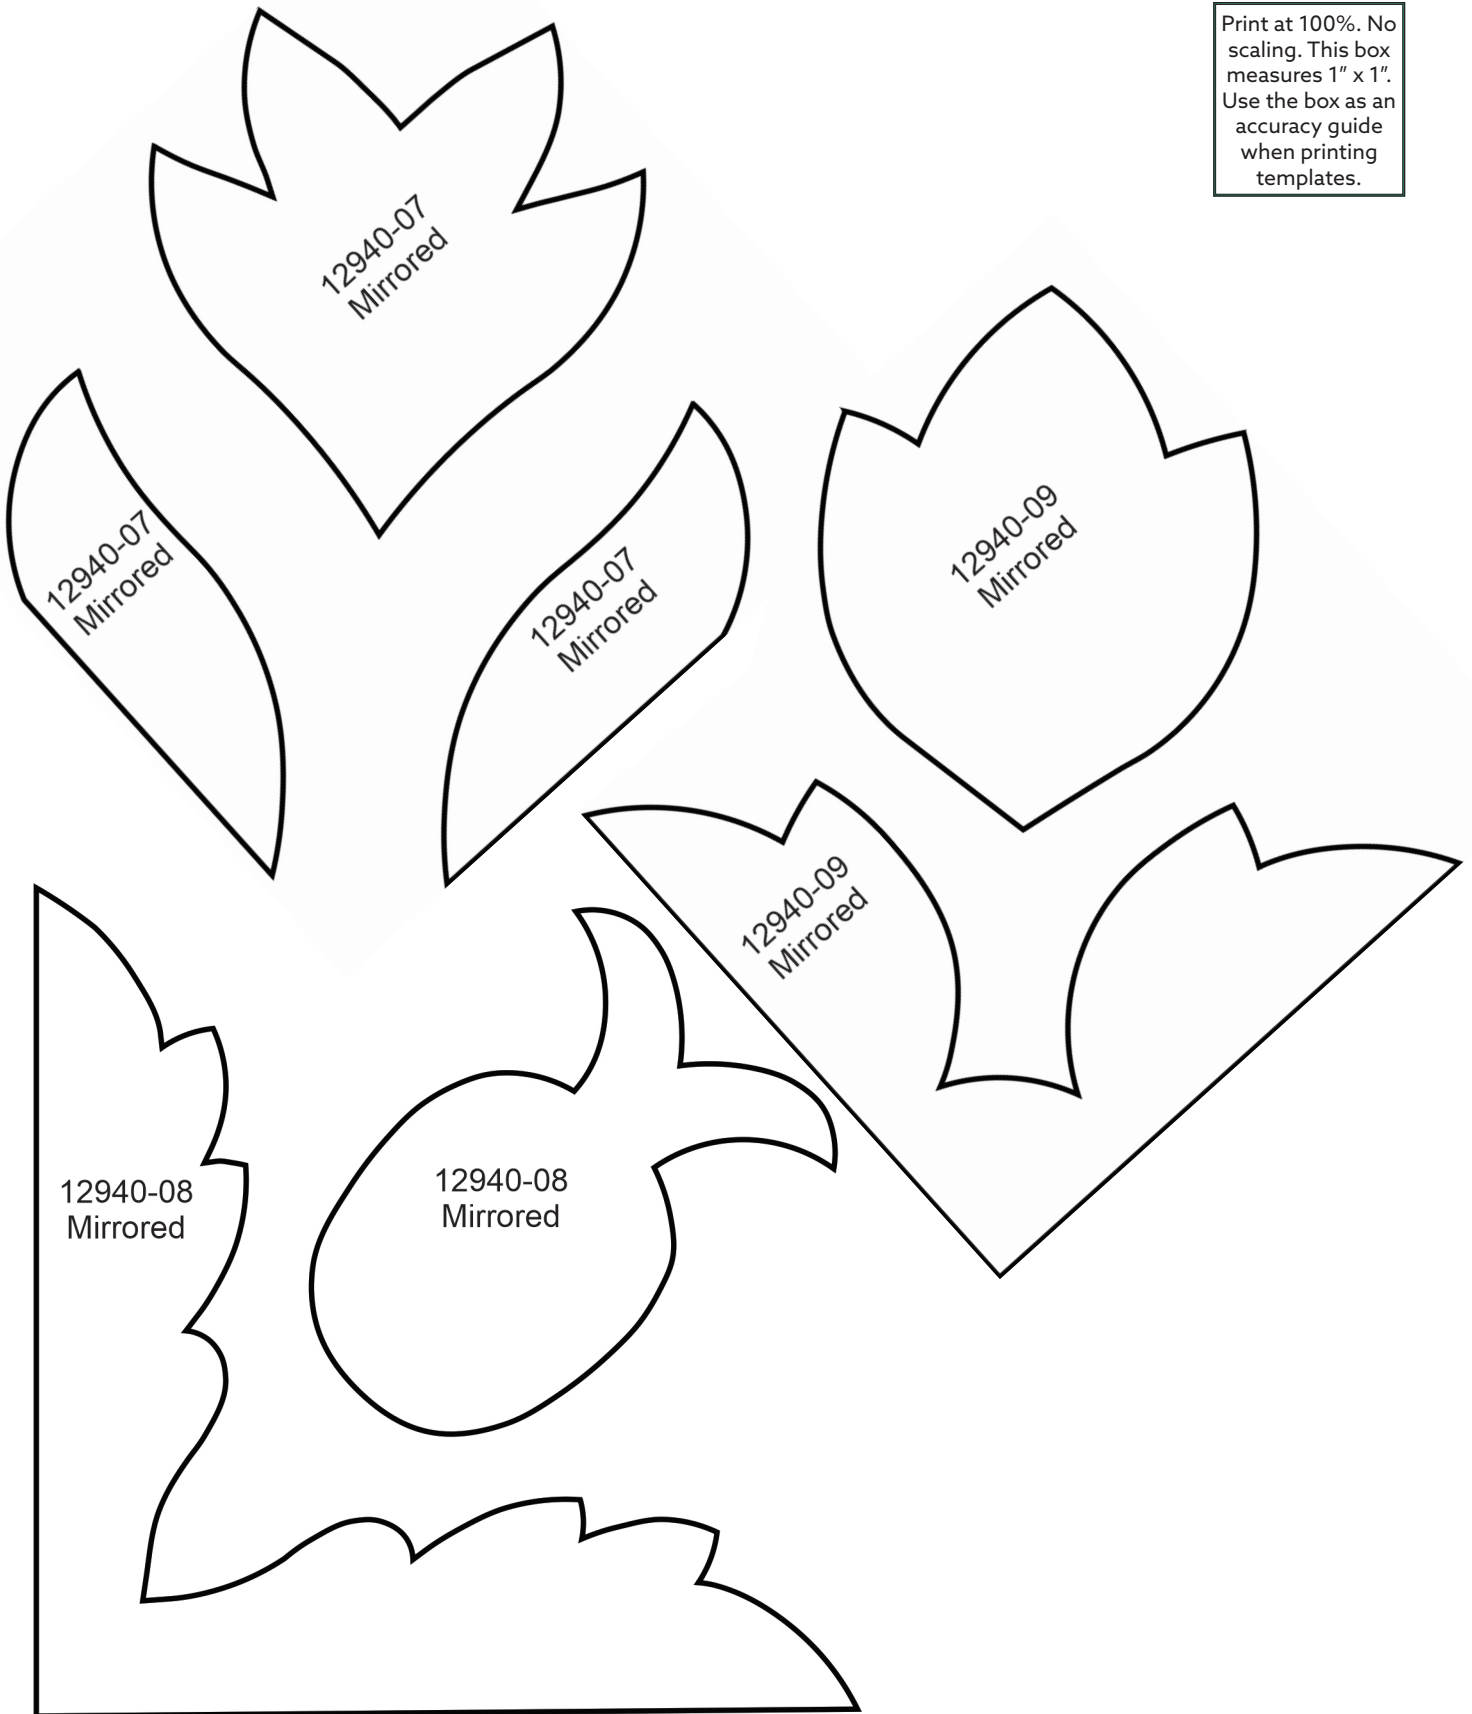 Print at 100%. No
scaling. This box
measures 1” x 1”.
Use the box as an
accuracy guide
when printing
templates.
12940-07
Mirrored
12940-07
Mirrored
12940-07
Mirrored
12940-09
Mirrored
12940-09
Mirrored
12940-08
Mirrored
12940-08
Mirrored